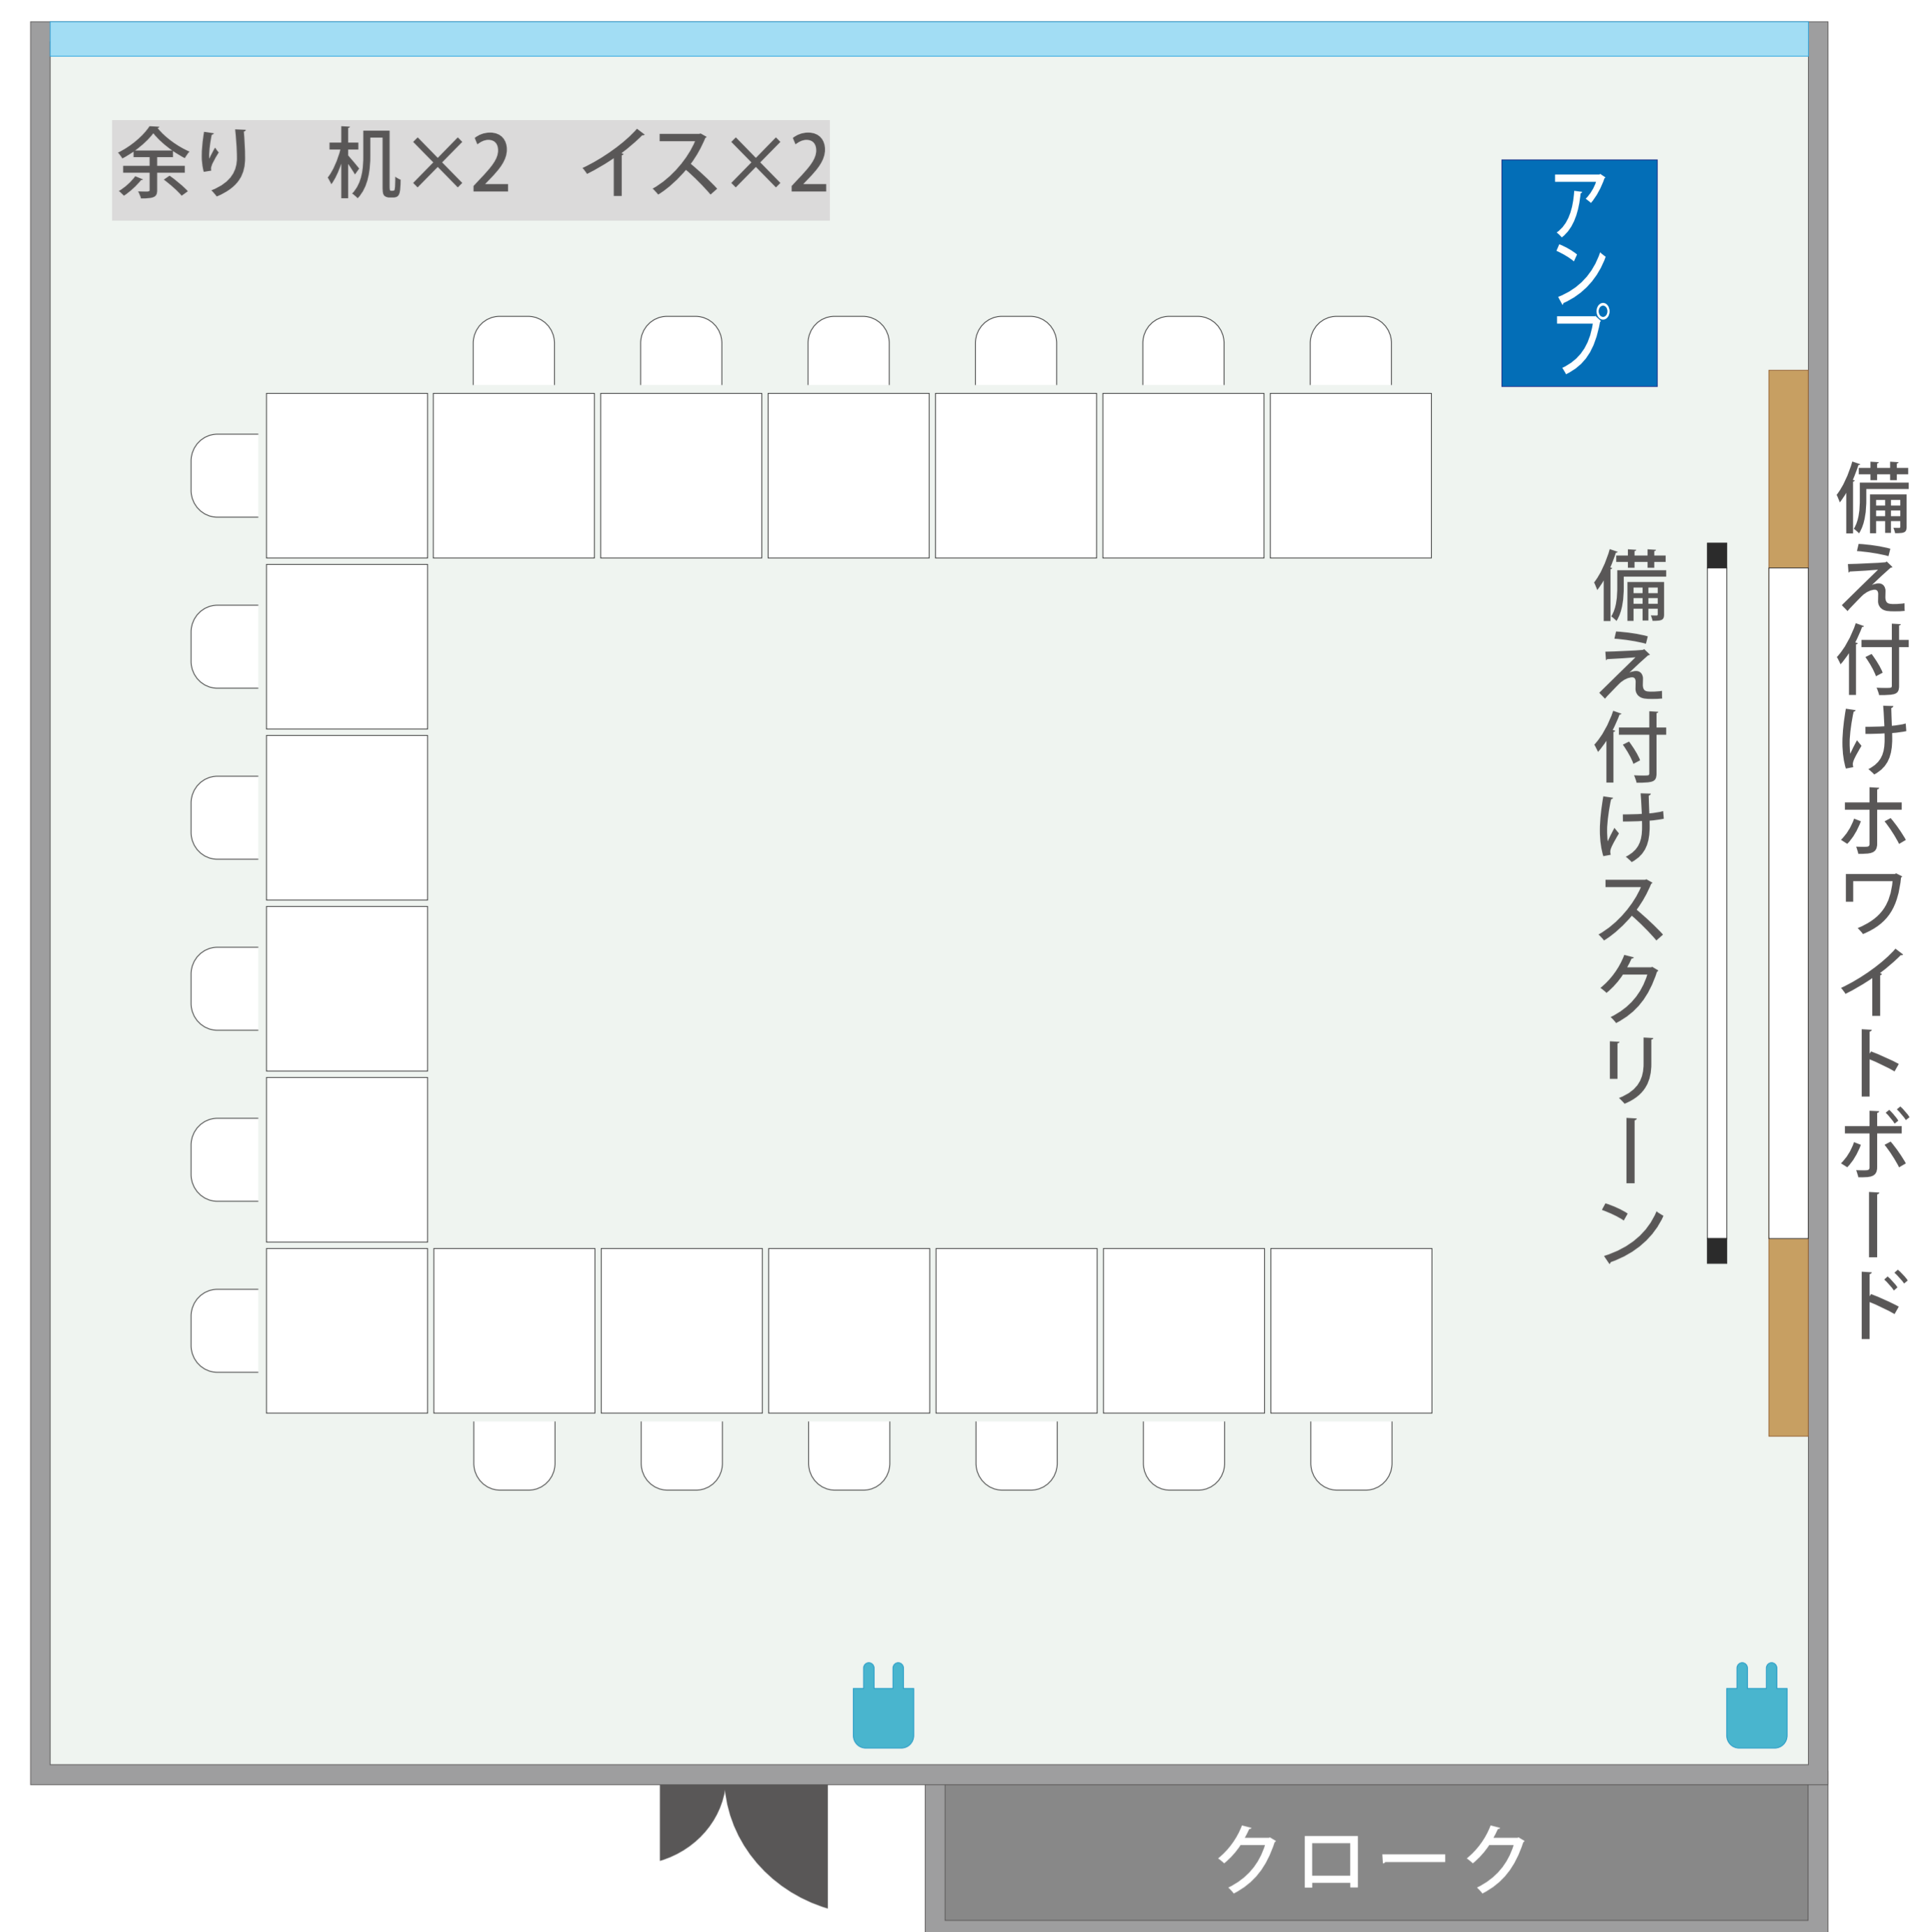 余り　机×2　　イス×2
アンプ
備え付けスクリーン
備え付けホワイトボード
クローク